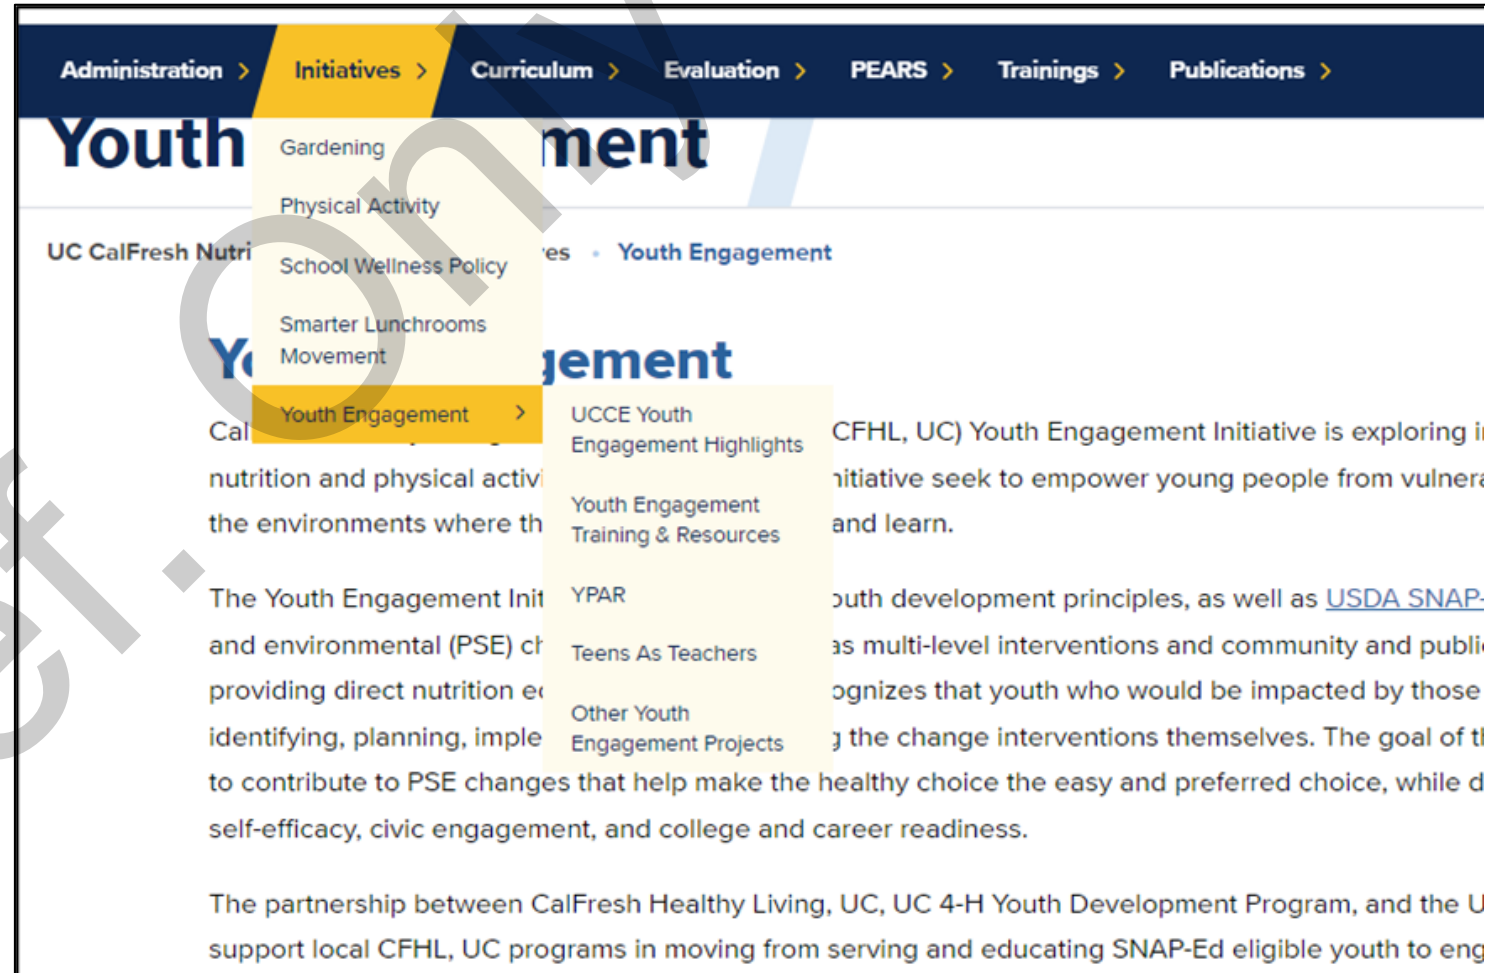 Administration > Initiatives > Curriculum > Evaluation > PEARS > Trainings > Publications >
Youth ment
Gardening
Physical Activity
UC CalFresh Nutri es • Youth Engagement
School Wellness Policy
Smarter Lunchrooms
Movement
Yo gement
Youth Engagement >
UCCE Youth
Engagement Highlights
Youth Engagement
Training & Resources
YPAR
Teens As Teachers
Other Youth
Engagement Projects
Cal CFHL, UC) Youth Engagement Initiative is exploring i
nutrition and physical activ itiative seek to empower young people from vulnera
the environments where th and learn.
The Youth Engagement Init outh development principles, as well as USDA SNAP-
and environmental (PSE) ch as multi-level interventions and community and publi
providing direct nutrition e ognizes that youth who would be impacted by those
identifying, planning, imple g the change interventions themselves. The goal of th
to contribute to PSE changes that help make the healthy choice the easy and preferred choice, while d
self-efficacy, civic engagement, and college and career readiness.
The partnership between CalFresh Healthy Living, UC, UC 4-H Youth Development Program, and the U
support local CFHL, UC programs in moving from serving and educating SNAP-Ed eligible youth to eng
ef. Only